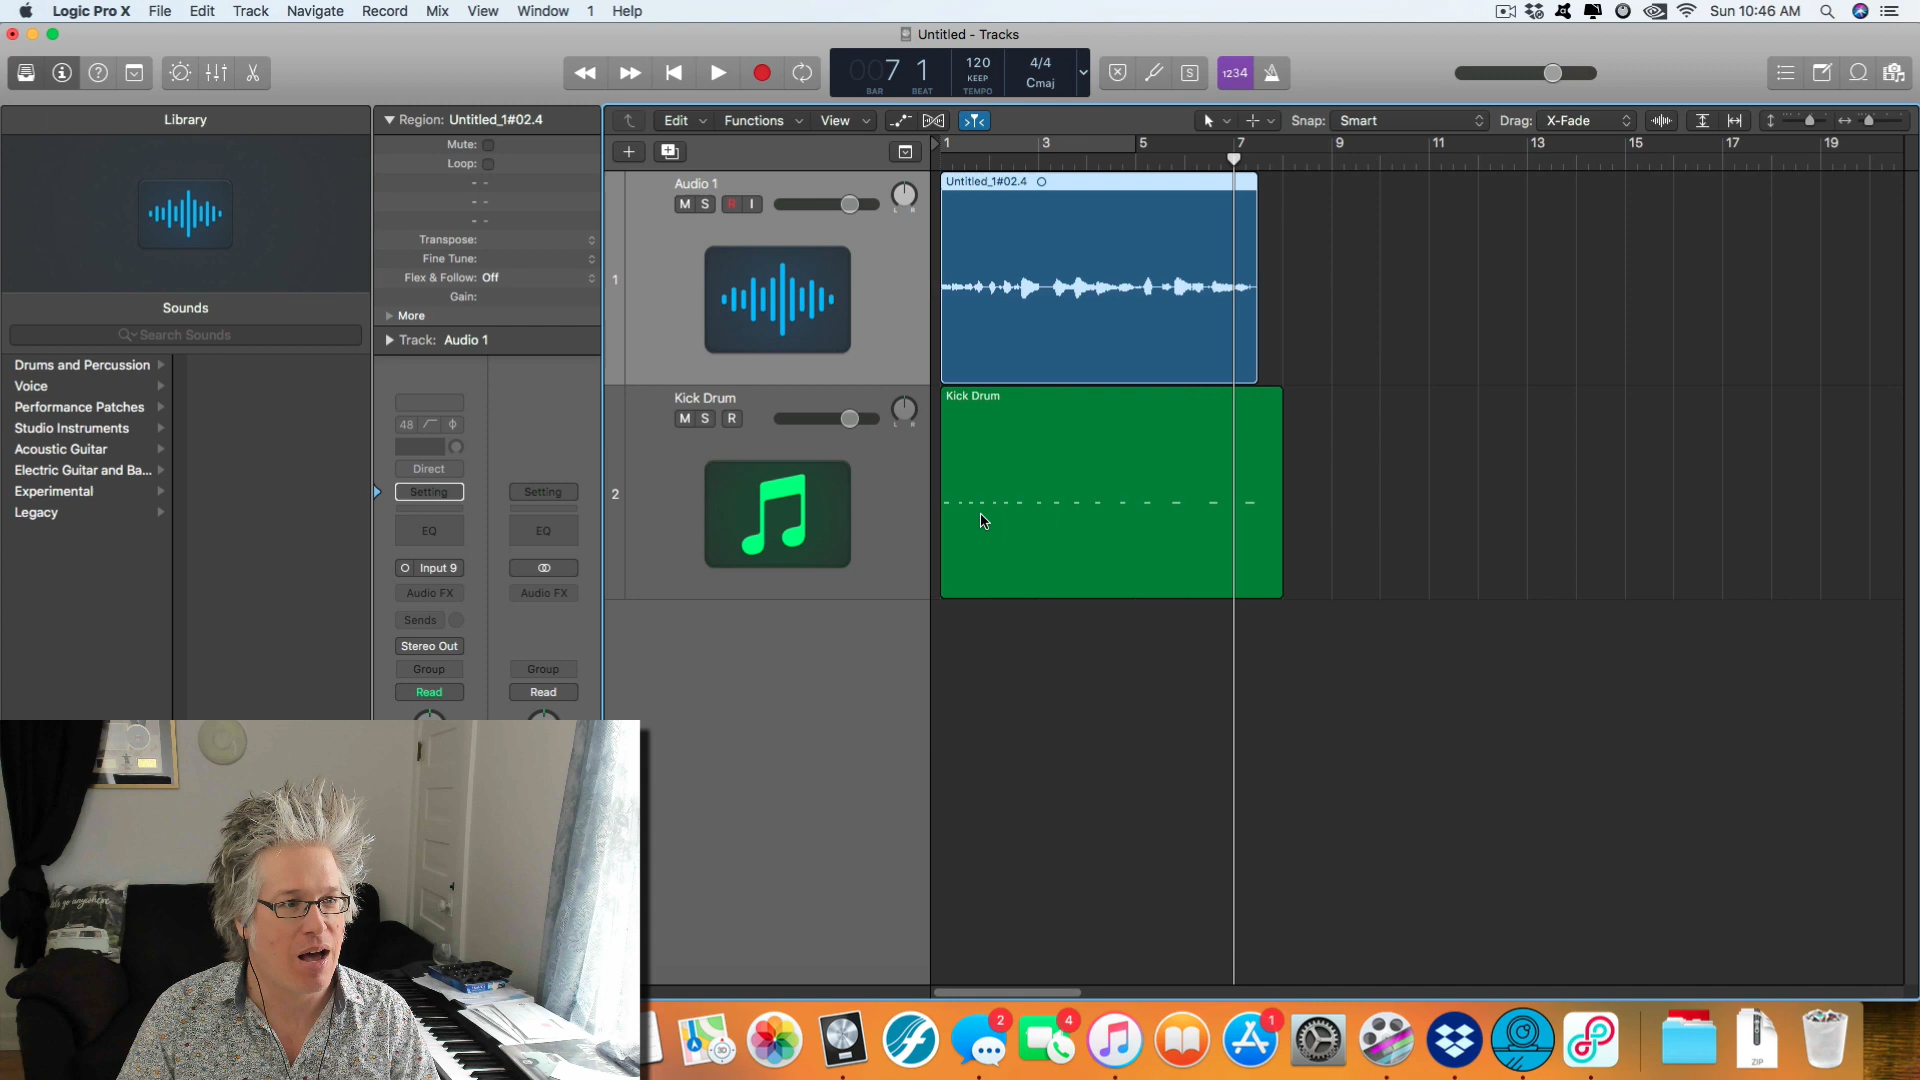 Logic Pro X File Edit Track Navigate Record Mix View Window 1 Help
Sun 10:46 AM
Untitled - Tracks
007 1
BAR BEAT
120
KEEP
TEMPO
4/4
Cmaj
S
1234
Library
Sounds
Search Sounds
Drums and Percussion
Voice
Performance Patches
Studio Instruments
Acoustic Guitar
Electric Guitar and Ba...
Experimental
Legacy
Region: Untitled_1#02.4
Mute:
Loop:
Transpose:
Fine Tune:
Flex & Follow: Off
Gain:
More
Track: Audio 1
48
Direct
Setting Setting
EQ EQ
Input 9
Audio FX Audio FX
Sends
Stereo Out
Group Group
Read Read
Edit Functions View
Snap: Smart
Drag: X-Fade
1 3 5 7 9 11 13 15 17 19
1
Audio 1
M S R I
L R
Untitled_1#02.4
2
Kick Drum
M S R
L R
Kick Drum
3D
2
4
1
ZIP